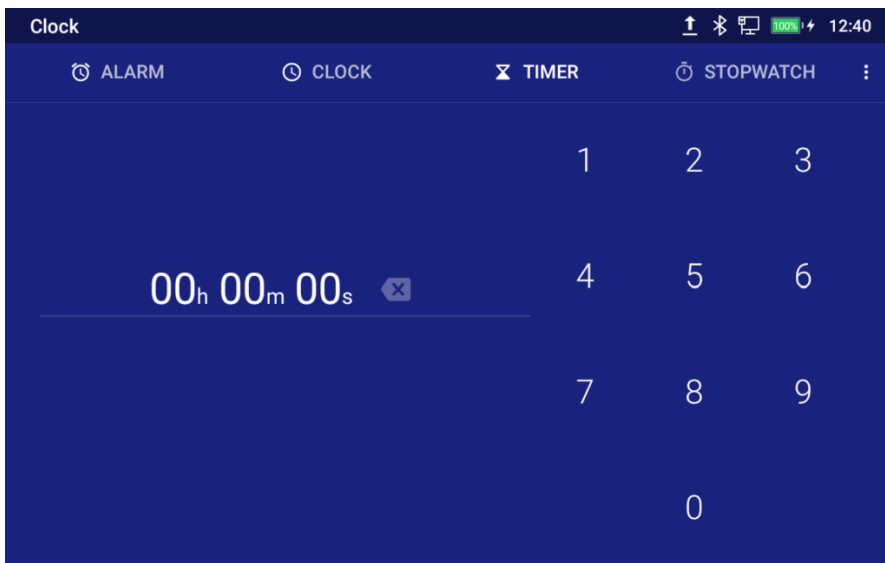 Clock 100% 12:40
ALARM CLOCK TIMER STOPWATCH
1 2 3
00h 00m 00s
4 5 6
7 8 9
0